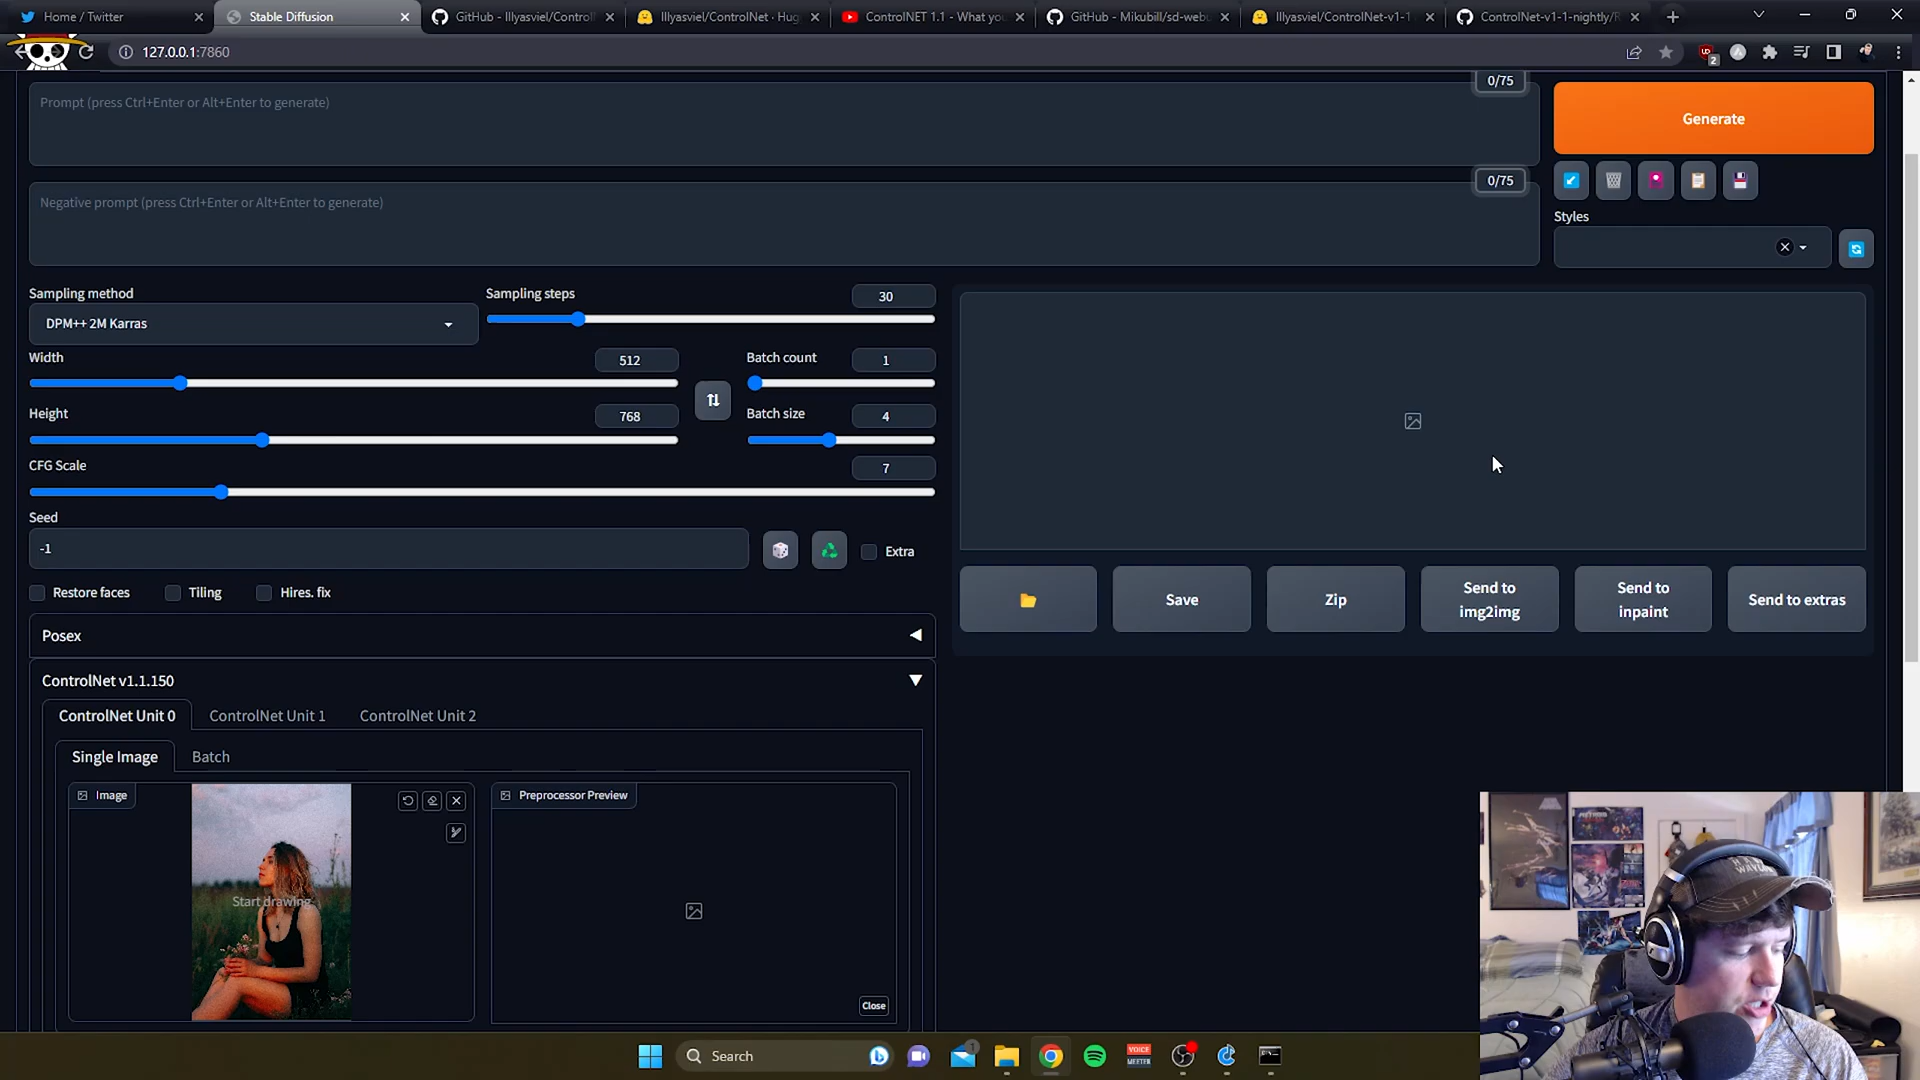 Home / Twitter
Stable Diffusion
GitHub - lllyasviel/Control
lllyasviel/ControlNet · Hug
ControlNET 1.1 - What you
GitHub - Mikubill/sd-webu
lllyasviel/ControlNet-v1-1
ControlNet-v1-1-nightly/R
127.0.0.1:7860
2
Prompt (press Ctrl+Enter or Alt+Enter to generate)
0/75
Generate
Negative prompt (press Ctrl+Enter or Alt+Enter to generate)
0/75
Styles
Sampling method
DPM++ 2M Karras
Sampling steps
30
Width
512
Batch count
1
Height
768
Batch size
4
CFG Scale
7
Seed
-1
Extra
Restore faces
Tiling
Hires. fix
Save
Zip
Send to
img2img
Send to
inpaint
Send to extras
Posex
ControlNet v1.1.150
ControlNet Unit 0
ControlNet Unit 1
ControlNet Unit 2
Single Image
Batch
Image
Start drawing
Preprocessor Preview
Close
Search
1
VOICE
MEETER